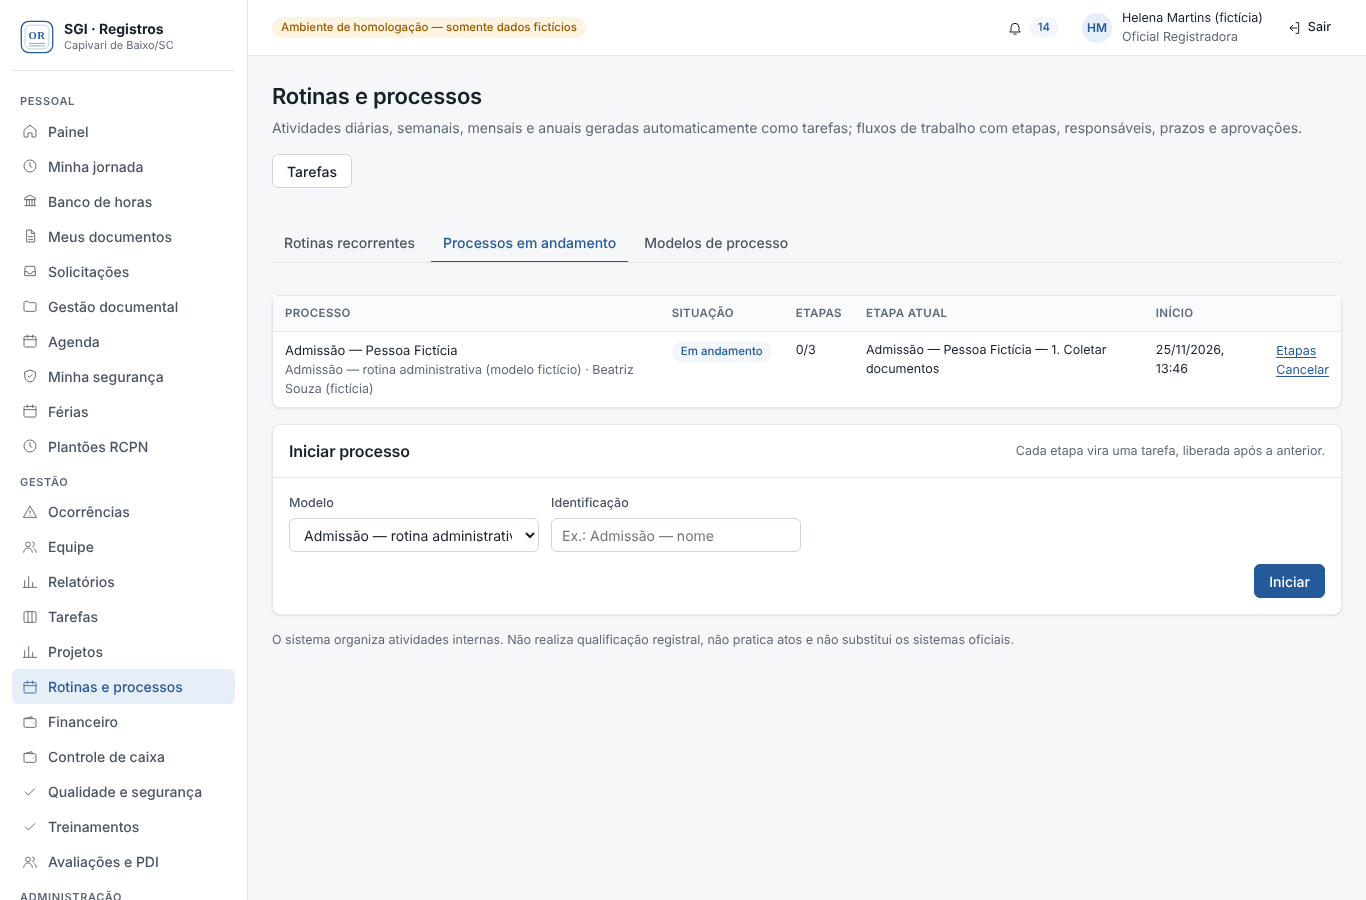 OR
SGI · Registros
Capivari de Baixo/SC
PESSOAL
Painel
Minha jornada
Banco de horas
Meus documentos
Solicitações
Gestão documental
Agenda
Minha segurança
Férias
Plantões RCPN
GESTÃO
Ocorrências
Equipe
Relatórios
Tarefas
Projetos
Rotinas e processos
Financeiro
Controle de caixa
Qualidade e segurança
Treinamentos
Avaliações e PDI
ADMINISTRAÇÃO
Ambiente de homologação — somente dados fictícios
14
HM
Helena Martins (fictícia)
Oficial Registradora
Sair
Rotinas e processos
Atividades diárias, semanais, mensais e anuais geradas automaticamente como tarefas; fluxos de trabalho com etapas, responsáveis, prazos e aprovações.
Tarefas
Rotinas recorrentes
Processos em andamento
Modelos de processo
PROCESSO
SITUAÇÃO
ETAPAS
ETAPA ATUAL
INÍCIO
Admissão — Pessoa Fictícia
Admissão — rotina administrativa (modelo fictício) · Beatriz
Souza (fictícia)
Em andamento
0/3
Admissão — Pessoa Fictícia — 1. Coletar
documentos
25/11/2026,
13:46
Etapas
Cancelar
Iniciar processo
Cada etapa vira uma tarefa, liberada após a anterior.
Modelo
Identificação
Admissão — rotina administrativ
Ex.: Admissão — nome
Iniciar
O sistema organiza atividades internas. Não realiza qualificação registral, não pratica atos e não substitui os sistemas oficiais.